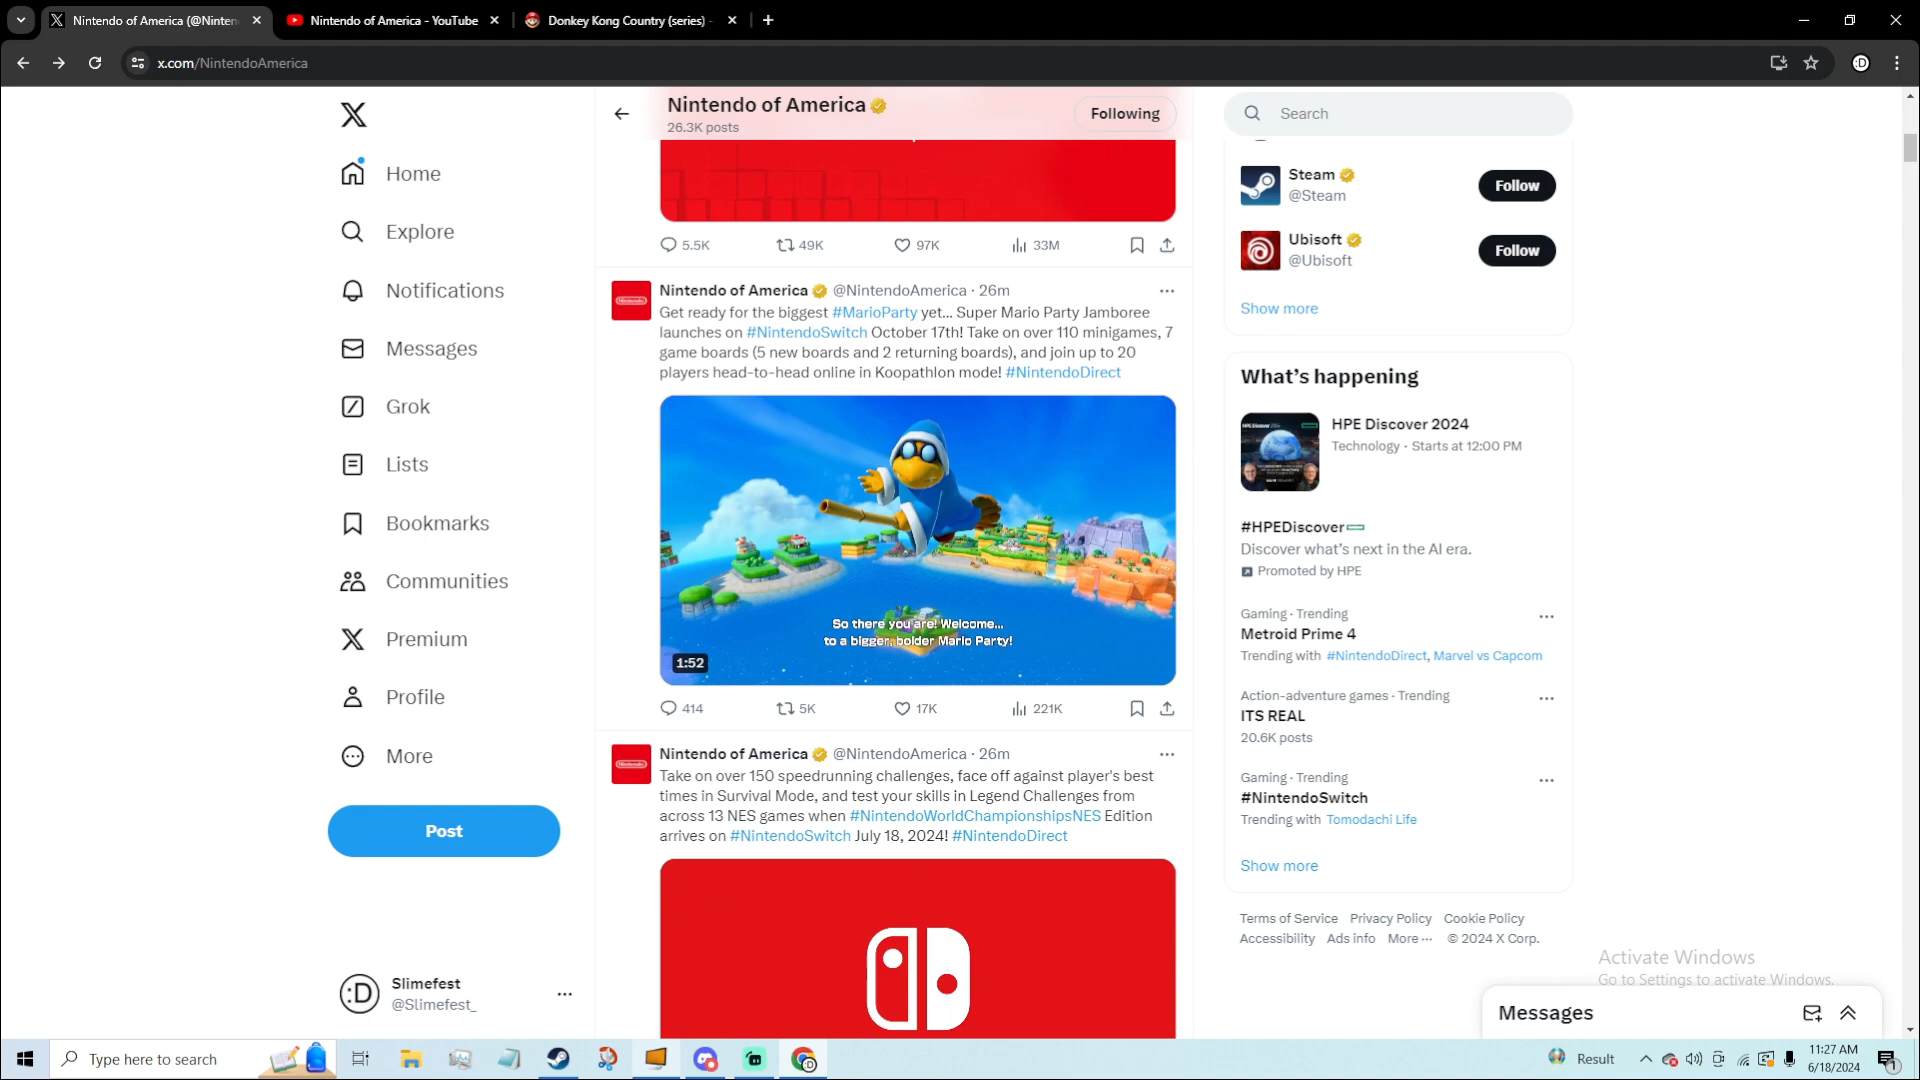 Nintendo of America (@Ninten
Nintendo of America - YouTube
Donkey Kong Country (series) -
x.com/NintendoAmerica
Home
Explore
Notifications
Messages
Grok
Lists
Bookmarks
Communities
Premium
Profile
More
Post
Slimefest
@Slimefest_
Nintendo of America
26.3K posts
Following
5.5K 49K 97K 33M
Nintendo of America @NintendoAmerica · 26m
Get ready for the biggest #MarioParty yet... Super Mario Party Jamboree
launches on #NintendoSwitch October 17th! Take on over 110 minigames, 7
game boards (5 new boards and 2 returning boards), and join up to 20
players head-to-head online in Koopathlon mode! #NintendoDirect
So there you are! Welcome...
to a bigger, bolder Mario Party!
1:52
414 5K 17K 221K
Nintendo of America @NintendoAmerica · 26m
Take on over 150 speedrunning challenges, face off against player's best
times in Survival Mode, and test your skills in Legend Challenges from
across 13 NES games when #NintendoWorldChampionshipsNES Edition
arrives on #NintendoSwitch July 18, 2024! #NintendoDirect
Search
Steam
@Steam
Follow
Ubisoft
@Ubisoft
Follow
Show more
What's happening
HPE Discover 2024
Technology · Starts at 12:00 PM
#HPEDiscover
Discover what's next in the AI era.
Promoted by HPE
Gaming · Trending
Metroid Prime 4
Trending with #NintendoDirect, Marvel vs Capcom
Action-adventure games · Trending
ITS REAL
20.6K posts
Gaming · Trending
#NintendoSwitch
Trending with Tomodachi Life
Show more
Terms of Service Privacy Policy Cookie Policy
Accessibility Ads info More ··· © 2024 X Corp.
Activate Windows
Go to Settings to activate Windows.
Messages
Type here to search
Result
11:27 AM
6/18/2024
1